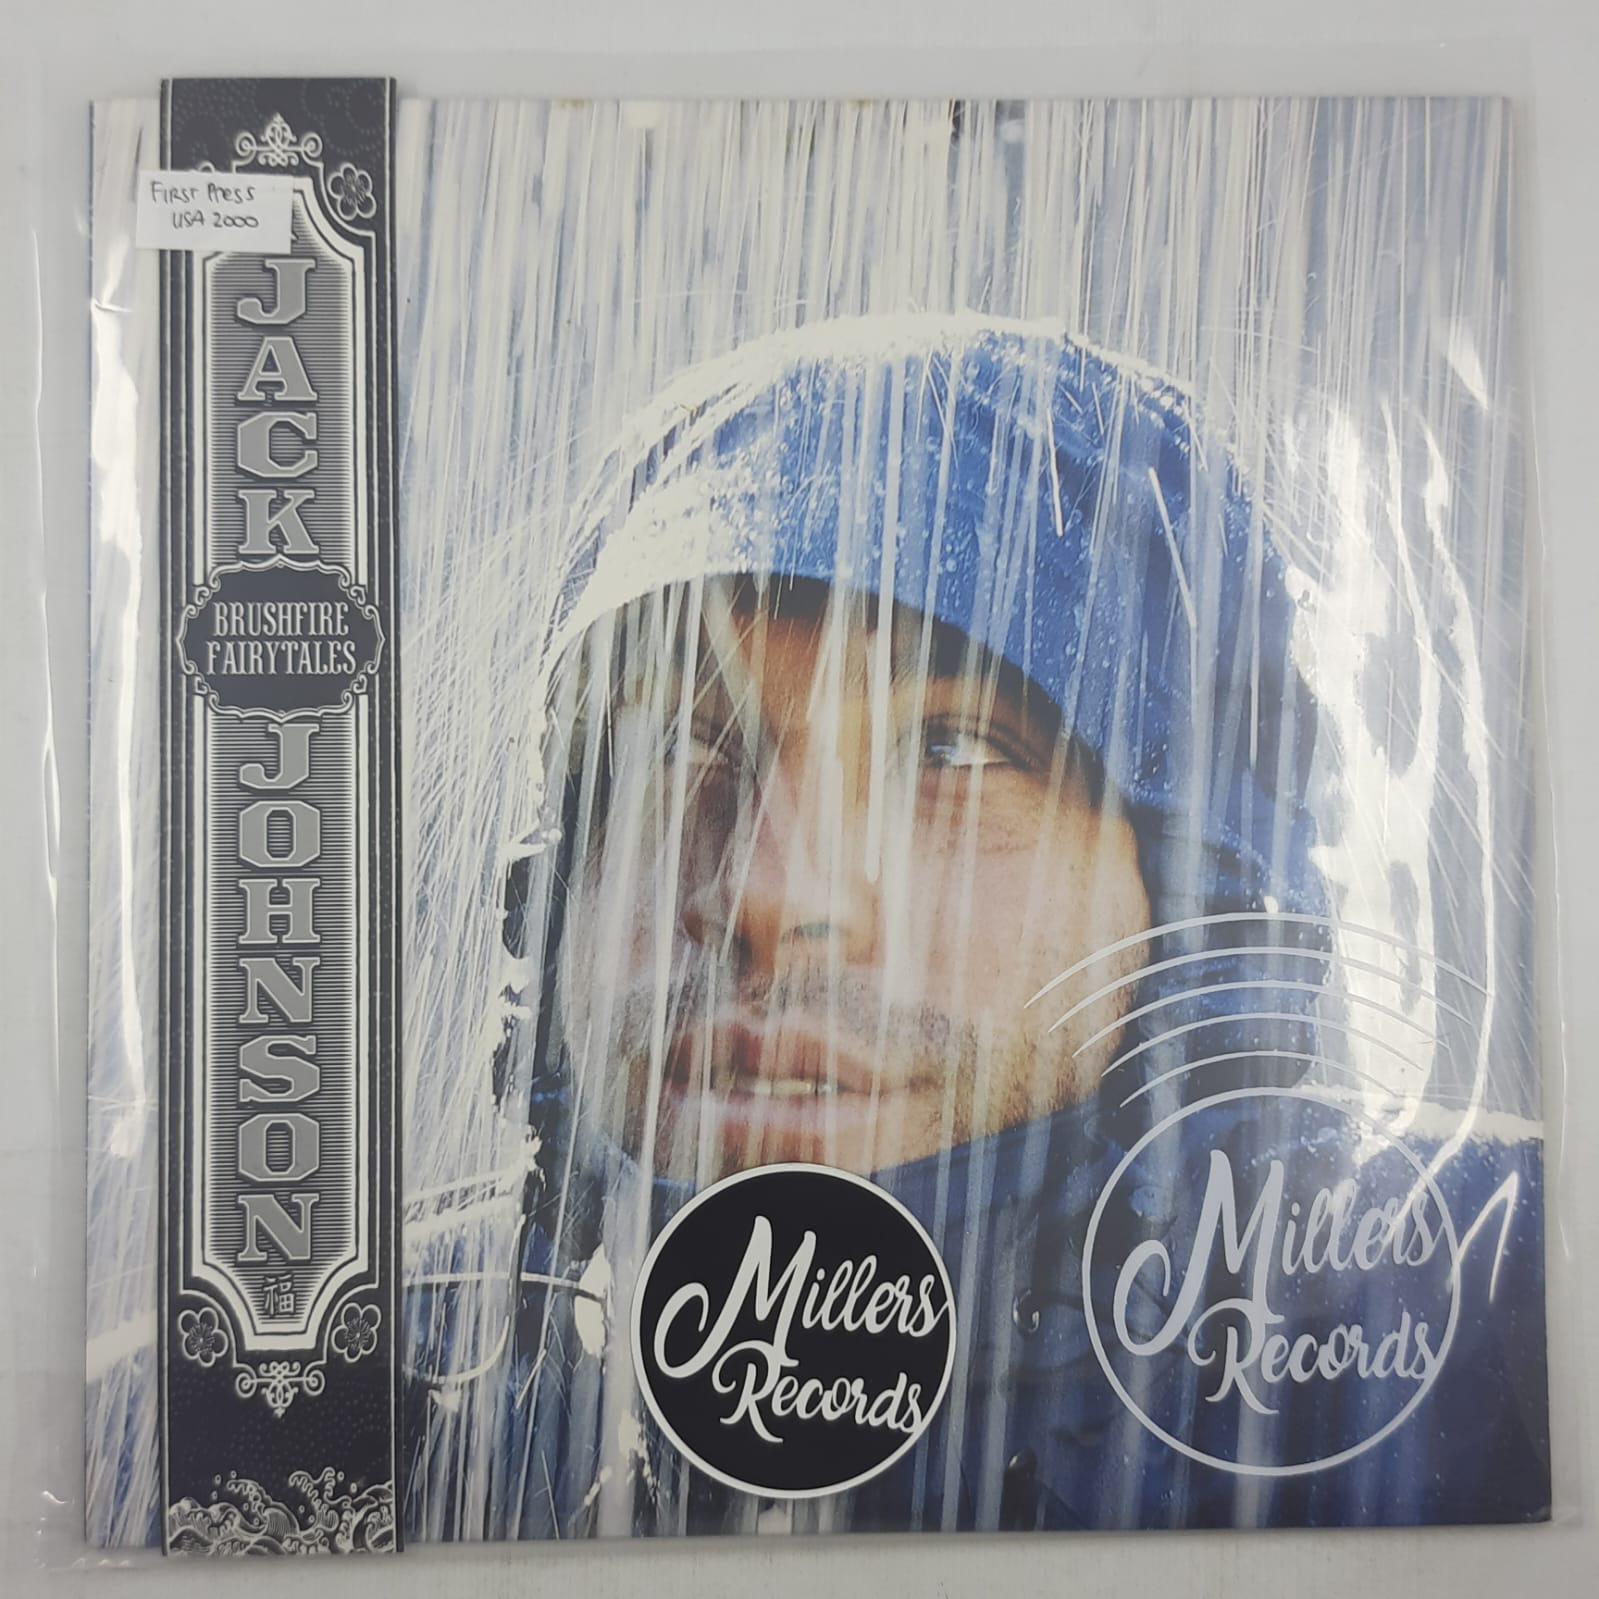 FIRST PRESS
USA 2000
JACK
BRUSHFIRE
FAIRYTALES
JOHNSON
福
Millers
Records
Millers
Records